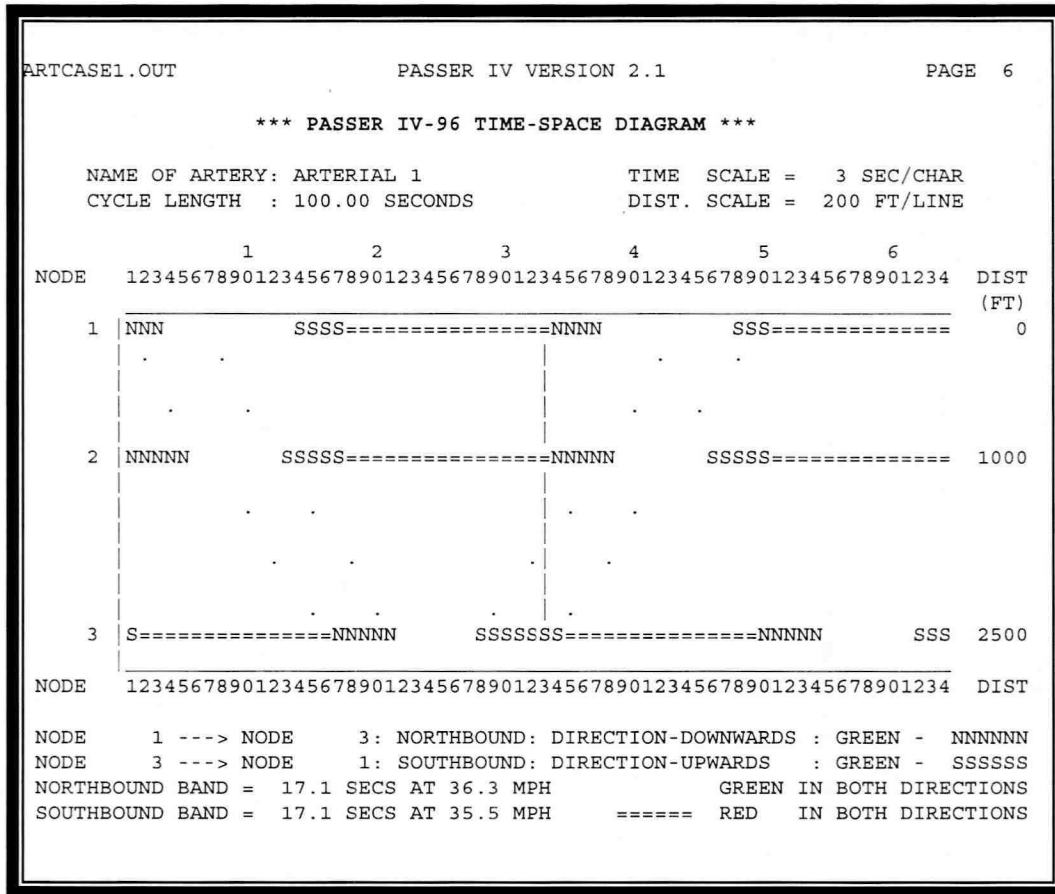 ARTCASE1.OUT PASSER IV VERSION 2.1 PAGE 6
*** PASSER IV-96 TIME-SPACE DIAGRAM ***
NAME OF ARTERY: ARTERIAL 1 TIME SCALE = 3 SEC/CHAR
CYCLE LENGTH : 100.00 SECONDS DIST. SCALE = 200 FT/LINE
1 2 3 4 5 6
NODE 1234567890123456789012345678901234567890123456789012345678901234 DIST
(FT)
1 |NNN SSSS================NNNN SSS============== 0
2 |NNNNN SSSSS================NNNNN SSSSS============== 1000
3 |S===============NNNNN SSSSSSS===============NNNNN SSS 2500
NODE 1234567890123456789012345678901234567890123456789012345678901234 DIST
NODE 1 ---> NODE 3: NORTHBOUND: DIRECTION-DOWNWARDS : GREEN - NNNNNN
NODE 3 ---> NODE 1: SOUTHBOUND: DIRECTION-UPWARDS : GREEN - SSSSSS
NORTHBOUND BAND = 17.1 SECS AT 36.3 MPH GREEN IN BOTH DIRECTIONS
SOUTHBOUND BAND = 17.1 SECS AT 35.5 MPH ====== RED IN BOTH DIRECTIONS